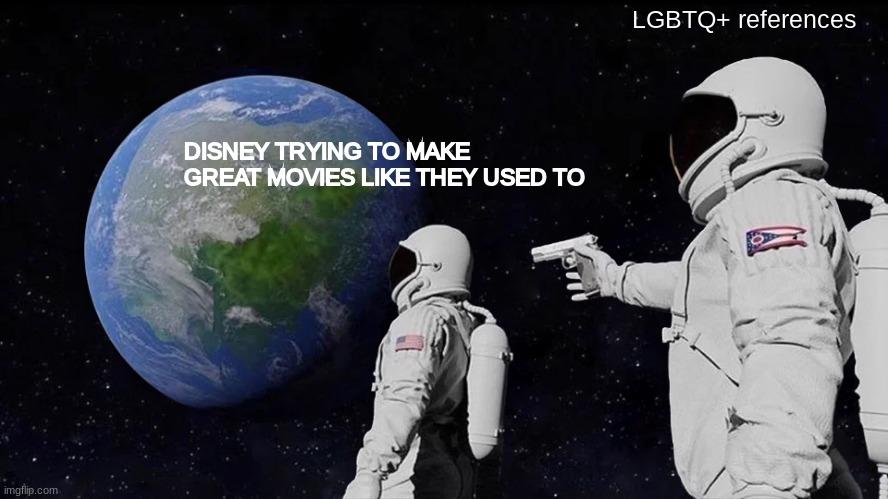 LGBTQ+ references
DISNEY TRYING TO MAKE
GREAT MOVIES LIKE THEY USED TO
imgflip.com